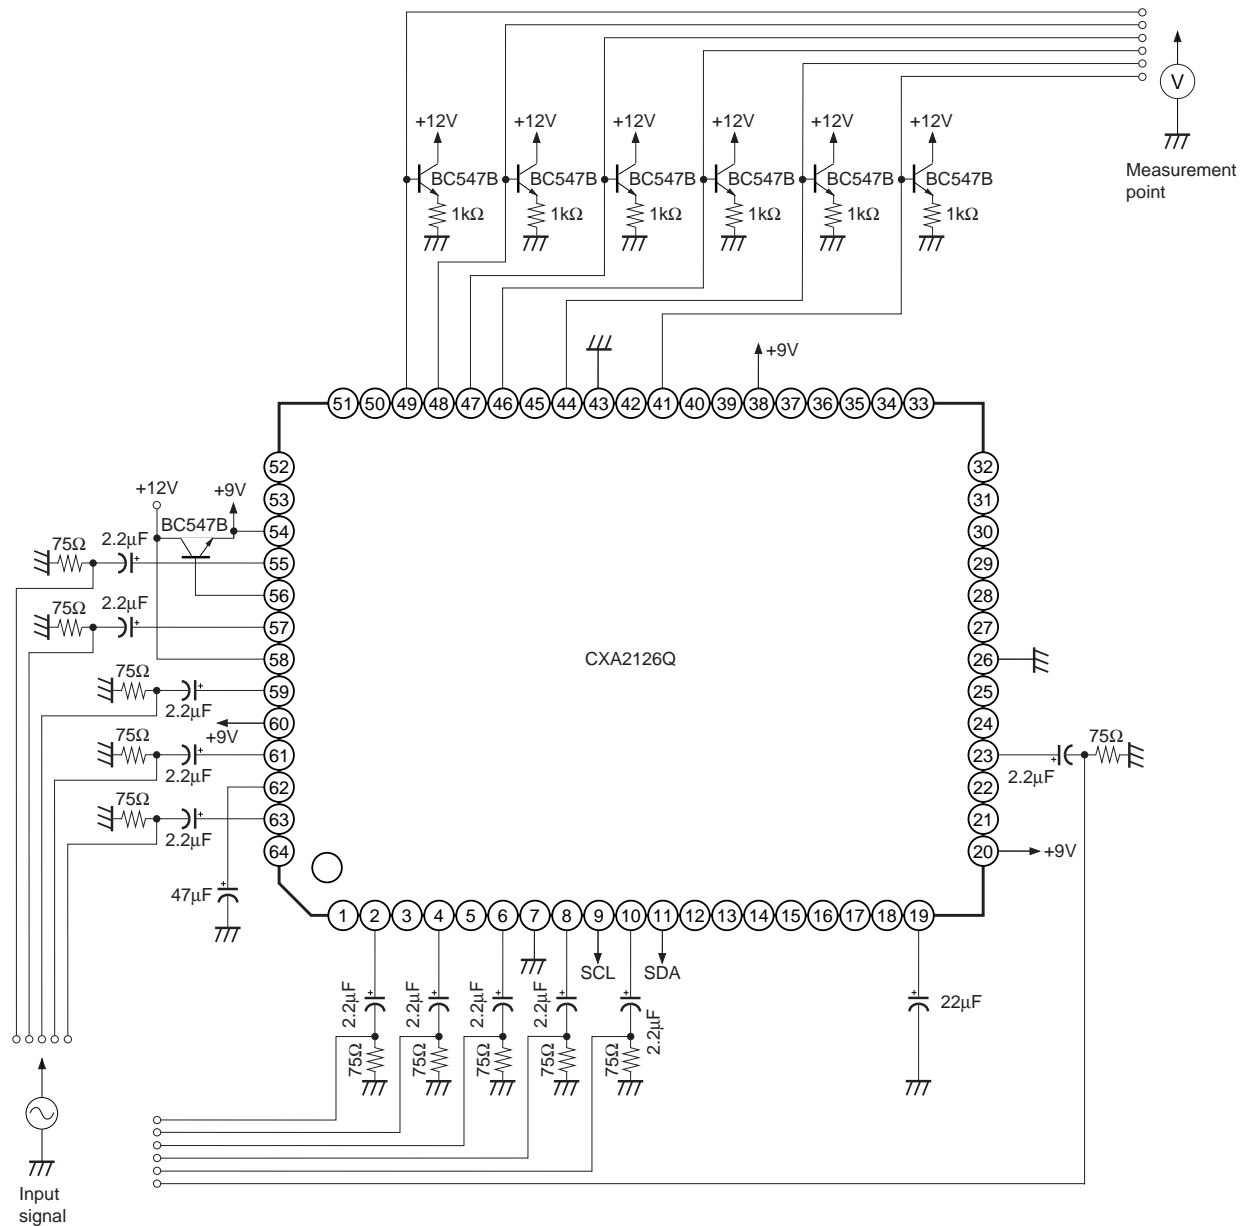 V
Measurement
point
+12V +12V +12V +12V +12V +12V
BC547B BC547B BC547B BC547B BC547B BC547B
1kΩ 1kΩ 1kΩ 1kΩ 1kΩ 1kΩ
+9V
51 50 49 48 47 46 45 44 43 42 41 40 39 38 37 36 35 34 33
52 32
+12V +9V 53 31
BC547B 54 30
75Ω 2.2μF 55 29
56 28
75Ω 2.2μF 57 27
58 CXA2126Q 26
75Ω 59 25
2.2μF
60 24
+9V
75Ω 61 23 75Ω
2.2μF 2.2μF
62 22
75Ω 63 21
2.2μF
64 20 +9V
47μF
1 2 3 4 5 6 7 8 9 10 11 12 13 14 15 16 17 18 19
SCL SDA
2.2μF 2.2μF 2.2μF 2.2μF 2.2μF 22μF
75Ω 75Ω 75Ω 75Ω 75Ω
Input
signal